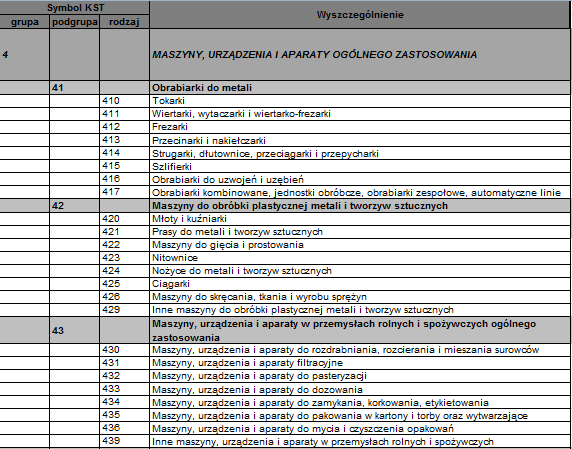 Symbol KST Wyszczególnienie
grupa podgrupa rodzaj
4 MASZYNY, URZĄDZENIA I APARATY OGÓLNEGO ZASTOSOWANIA
41 Obrabiarki do metali
410 Tokarki
411 Wiertarki, wytaczarki i wiertarko-frezarki
412 Frezarki
413 Przecinarki i nakiełczarki
414 Strugarki, dłutownice, przeciągarki i przepycharki
415 Szlifierki
416 Obrabiarki do uzwojeń i uzębień
417 Obrabiarki kombinowane, jednostki obróbcze, obrabiarki zespołowe, automatyczne linie
42 Maszyny do obróbki plastycznej metali i tworzyw sztucznych
420 Młoty i kuźniarki
421 Prasy do metali i tworzyw sztucznych
422 Maszyny do gięcia i prostowania
423 Nitownice
424 Nożyce do metali i tworzyw sztucznych
425 Ciągarki
426 Maszyny do skręcania, tkania i wyrobu sprężyn
429 Inne maszyny do obróbki plastycznej metali i tworzyw sztucznych
43 Maszyny, urządzenia i aparaty w przemysłach rolnych i spożywczych ogólnego
zastosowania
430 Maszyny, urządzenia i aparaty do rozdrabniania, rozcierania i mieszania surowców
431 Maszyny, urządzenia i aparaty filtracyjne
432 Maszyny, urządzenia i aparaty do pasteryzacji
433 Maszyny, urządzenia i aparaty do dozowania
434 Maszyny, urządzenia i aparaty do zamykania, korkowania, etykietowania
435 Maszyny, urządzenia i aparaty do pakowania w kartony i torby oraz wytwarzające
436 Maszyny, urządzenia i aparaty do mycia i czyszczenia opakowań
439 Inne maszyny, urządzenia i aparaty w przemysłach rolnych i spożywczych